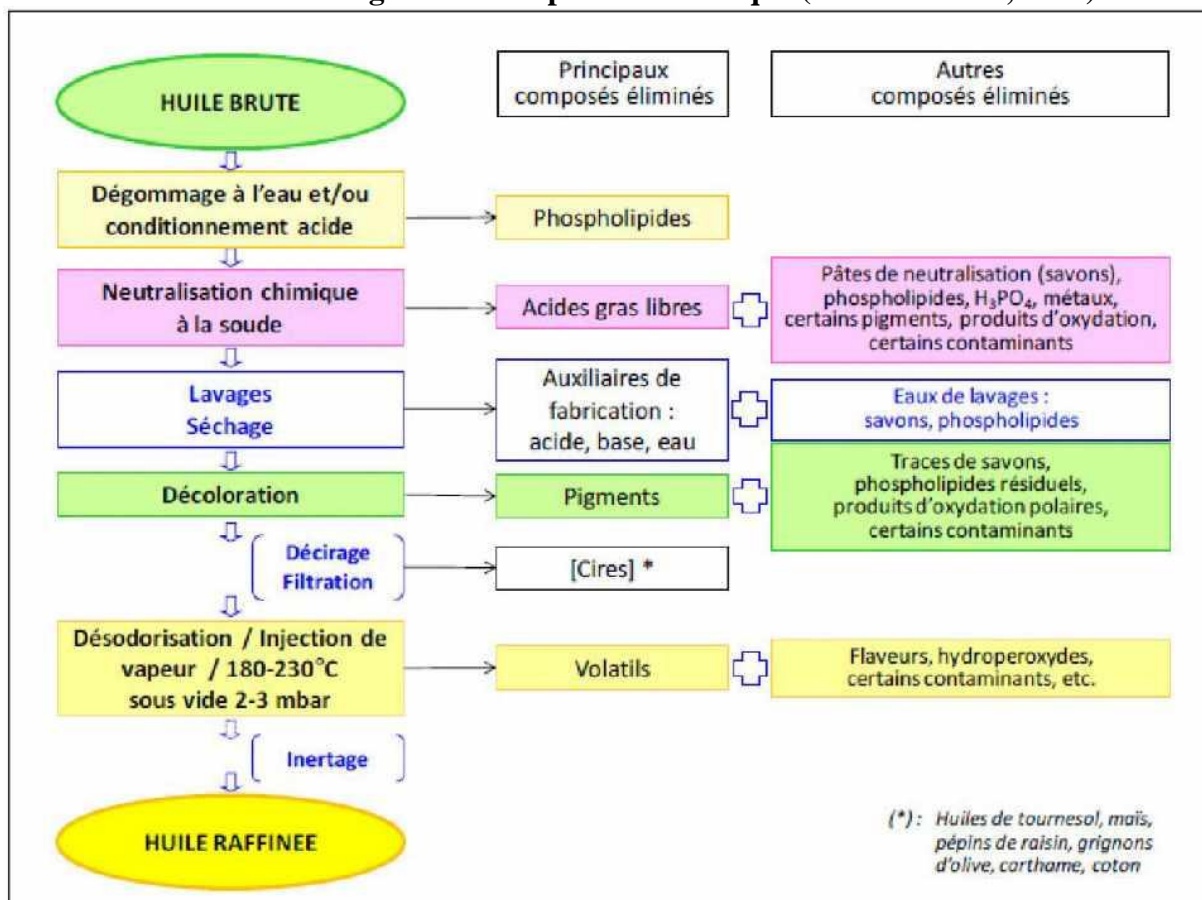 HUILE BRUTE
Principaux
composés éliminés
Autres
composés éliminés
Dégommage à l'eau et/ou
conditionnement acide
Phospholipides
Neutralisation chimique
à la soude
Acides gras libres
Pâtes de neutralisation (savons),
phospholipides, H₃PO₄, métaux,
certains pigments, produits d'oxydation,
certains contaminants
Lavages
Séchage
Auxiliaires de
fabrication :
acide, base, eau
Eaux de lavages :
savons, phospholipides
Décoloration
Pigments
Traces de savons,
phospholipides résiduels,
produits d'oxydation polaires,
certains contaminants
Décirage
Filtration
[Cires] *
Désodorisation / Injection de
vapeur / 180-230°C
sous vide 2-3 mbar
Volatils
Flaveurs, hydroperoxydes,
certains contaminants, etc.
Inertage
HUILE RAFFINEE
(*) : Huiles de tournesol, maïs,
pépins de raisin, grignons
d'olive, carthame, coton